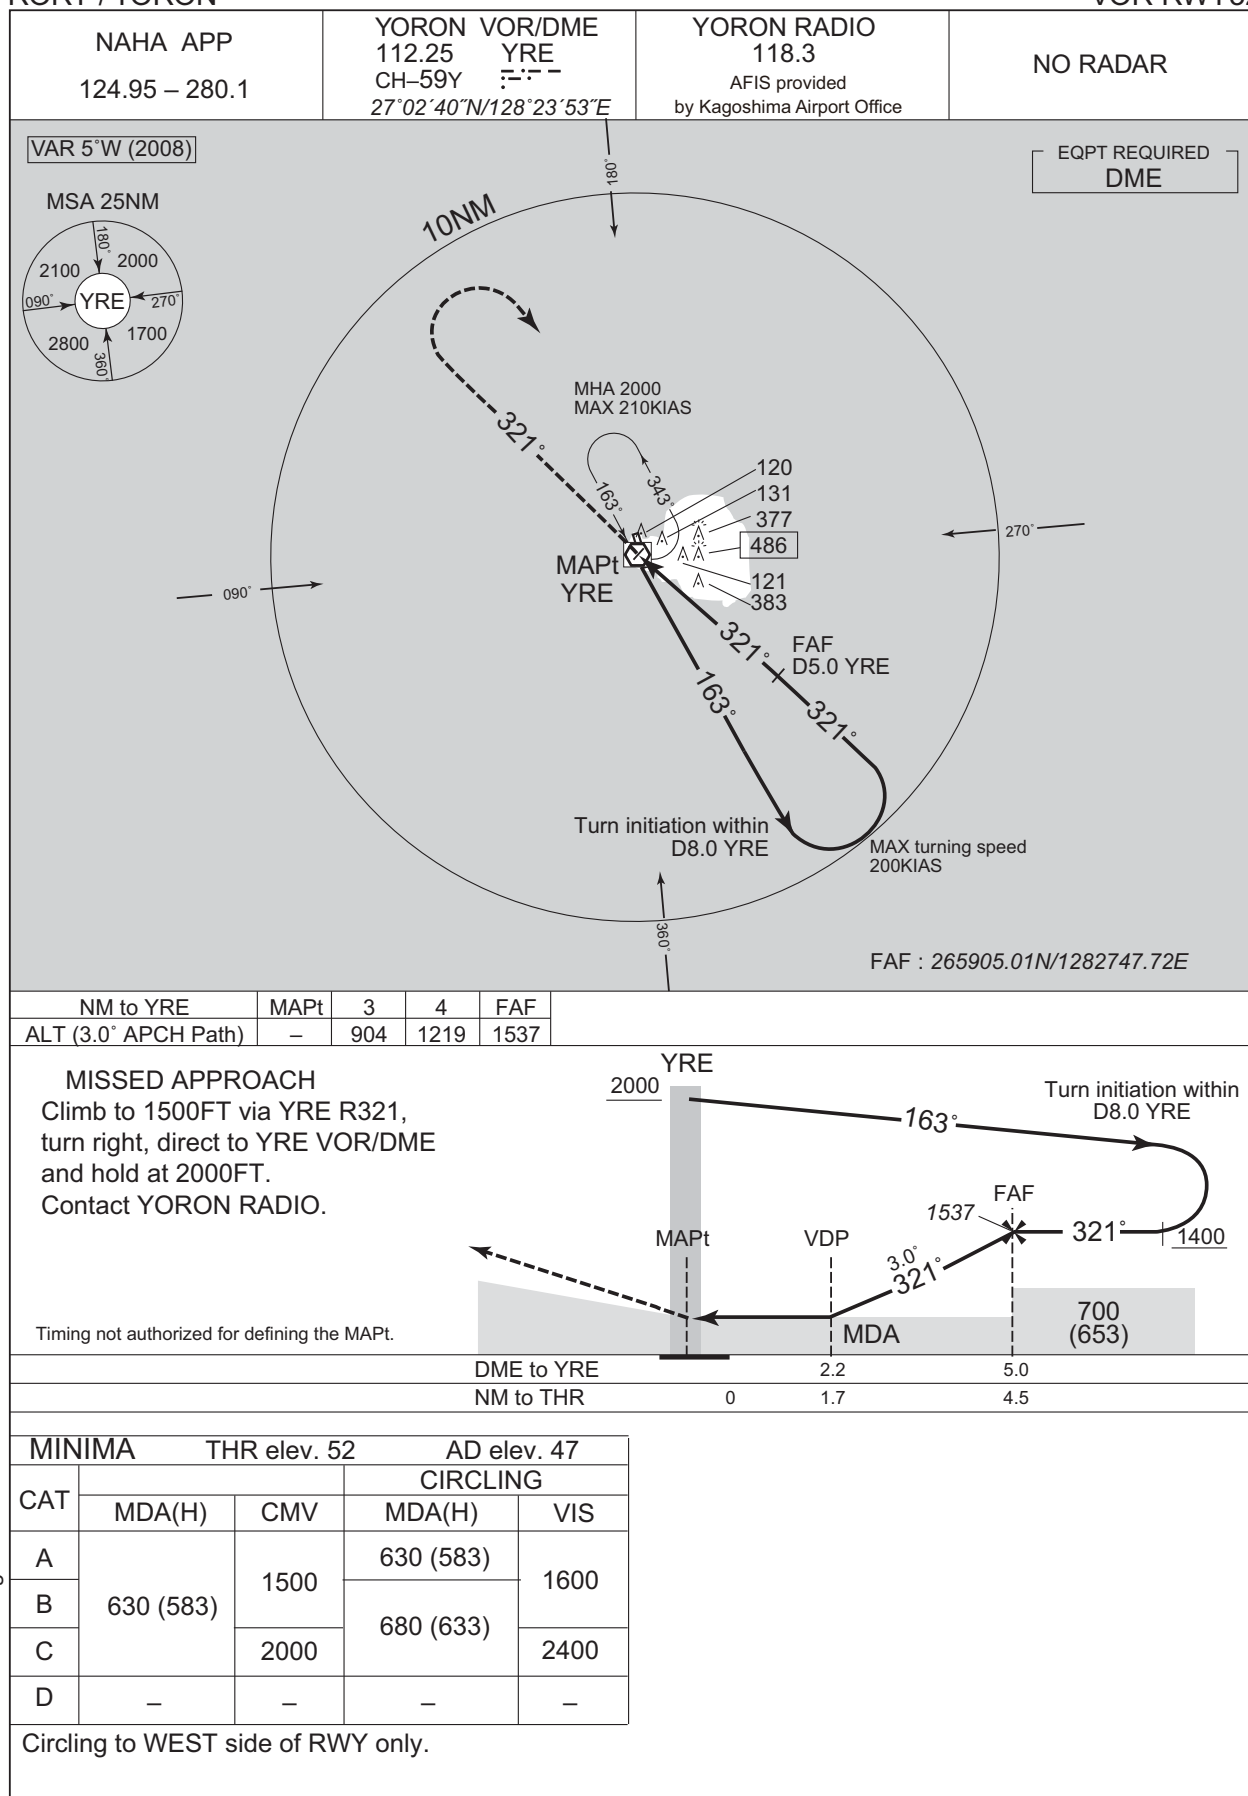 NAHA APP
124.95 – 280.1
YORON VOR/DME
112.25 YRE
CH–59Y
27°02´40˝N/128°23´53˝E
YORON RADIO
118.3
AFIS provided
by Kagoshima Airport Office
NO RADAR
VAR 5°W (2008)
EQPT REQUIRED
DME
MSA 25NM
180°
2100
2000
090°
YRE
270°
2800
1700
360°
180°
10NM
321°
MHA 2000
MAX 210KIAS
163°
343°
120
131
377
486
121
383
270°
090°
MAPt
YRE
321°
FAF
D5.0 YRE
163°
321°
Turn initiation within
D8.0 YRE
MAX turning speed
200KIAS
360°
FAF : 265905.01N/1282747.72E
NM to YRE MAPt 3 4 FAF
ALT (3.0° APCH Path) – 904 1219 1537
MISSED APPROACH
Climb to 1500FT via YRE R321,
turn right, direct to YRE VOR/DME
and hold at 2000FT.
Contact YORON RADIO.
Timing not authorized for defining the MAPt.
YRE
2000
163°
Turn initiation within
D8.0 YRE
FAF
1537
321°
1400
MAPt
VDP
3.0°
321°
MDA
700
(653)
DME to YRE 2.2 5.0
NM to THR 0 1.7 4.5
MINIMA THR elev. 52 AD elev. 47
CAT
CIRCLING
MDA(H) CMV MDA(H) VIS
A
630 (583)
1500
1600
B
630 (583)
680 (633)
C
2000
2400
D – – – –
Circling to WEST side of RWY only.